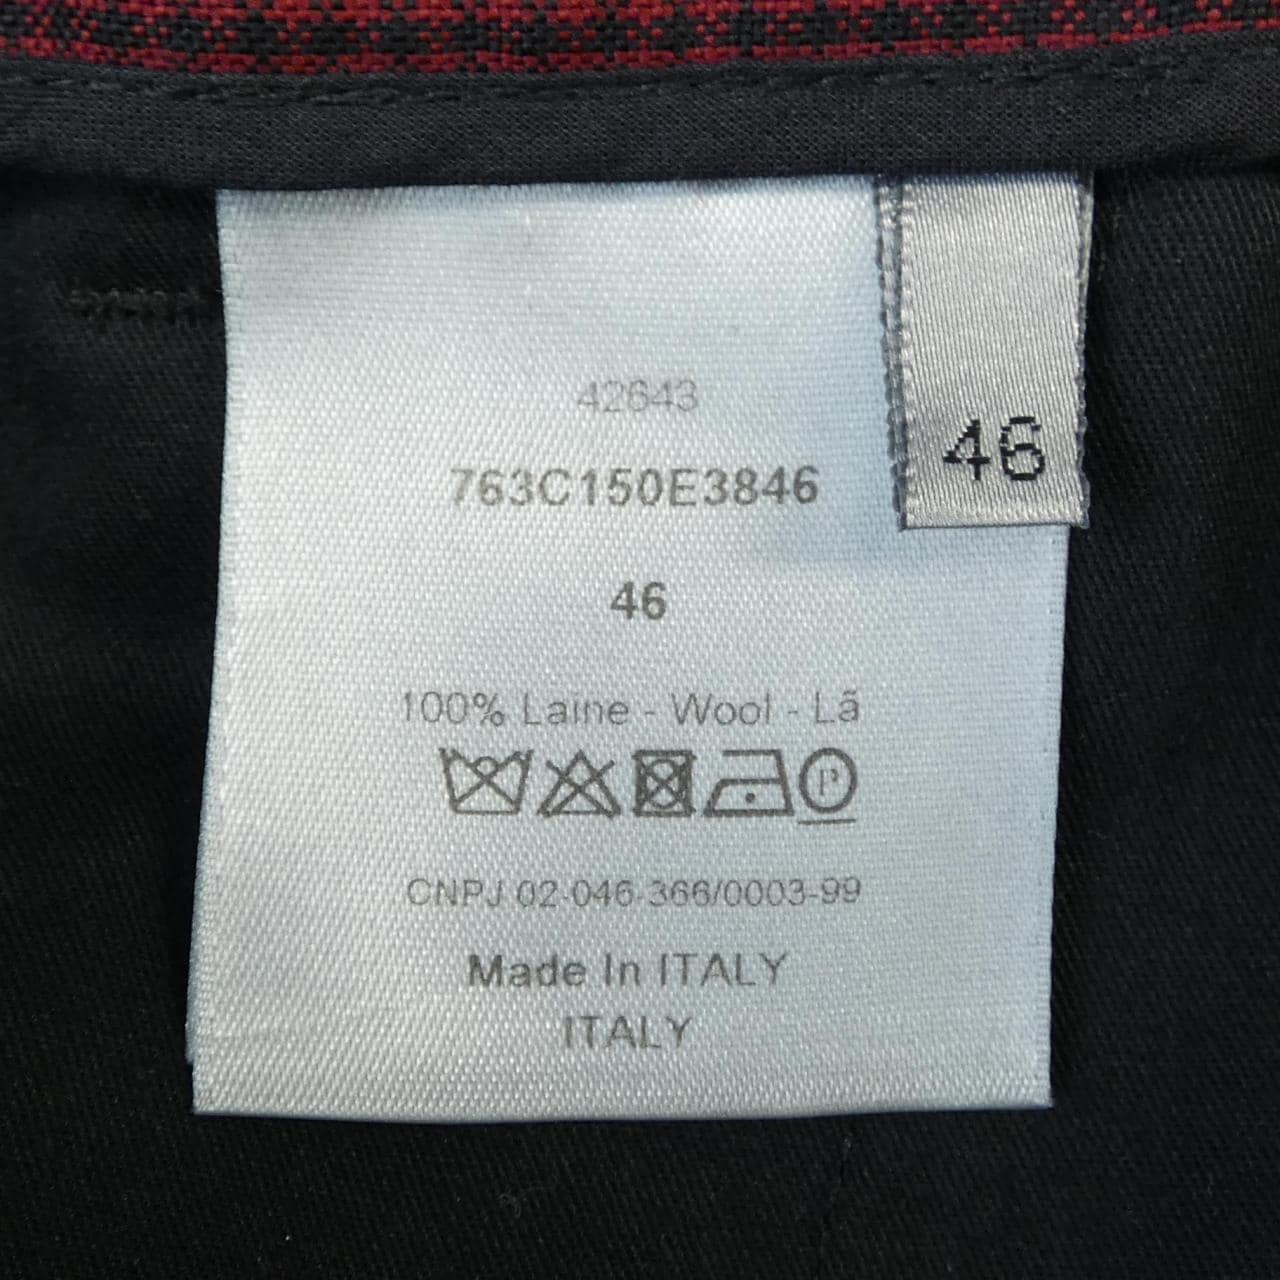 42643
763C150E3846
46
46
100% Laine - Wool - Lã
P
CNPJ 02.046.366/0003-99
Made In ITALY
ITALY